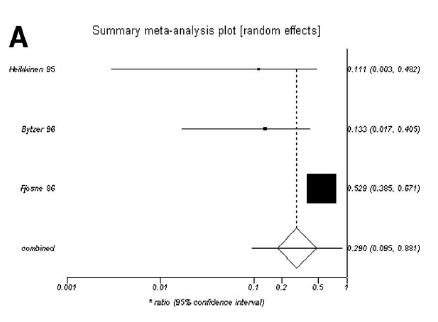 A
Summary meta-analysis plot [random effects]
Heikkinen 95
0.111 (0.003, 0.482)
Bytzer 96
0.133 (0.017, 0.405)
Fjosne 96
0.529 (0.385, 0.671)
combined
0.290 (0.095, 0.881)
0.001 0.01 0.1 0.2 0.5 1
* ratio (95% confidence interval)